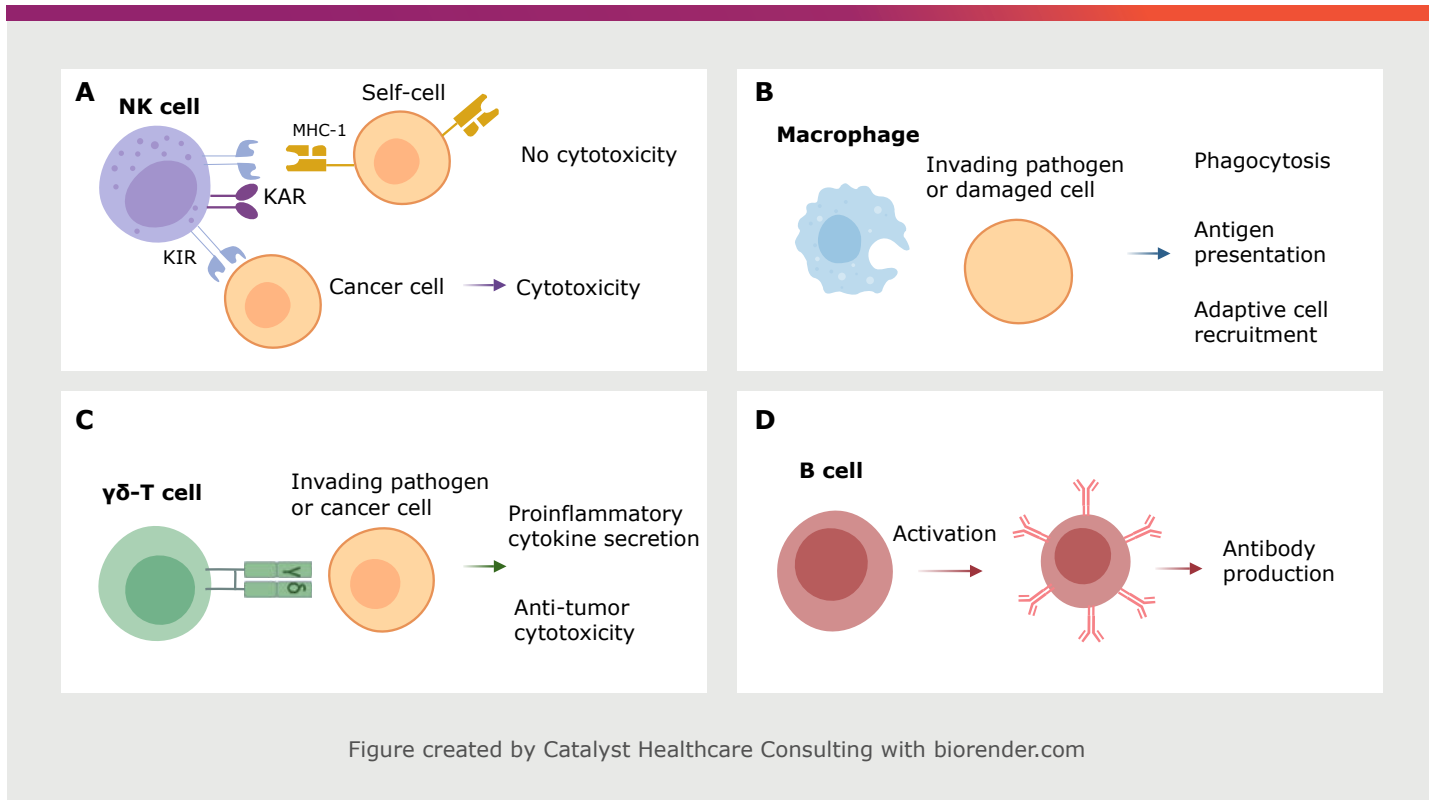 A
NK cell
Self-cell
MHC-1
No cytotoxicity
KAR
KIR
Cancer cell
Cytotoxicity
B
Macrophage
Invading pathogen
or damaged cell
Phagocytosis
Antigen
presentation
Adaptive cell
recruitment
C
γδ-T cell
Invading pathogen
or cancer cell
γ
δ
Proinflammatory
cytokine secretion
Anti-tumor
cytotoxicity
D
B cell
Activation
Antibody
production
Figure created by Catalyst Healthcare Consulting with biorender.com